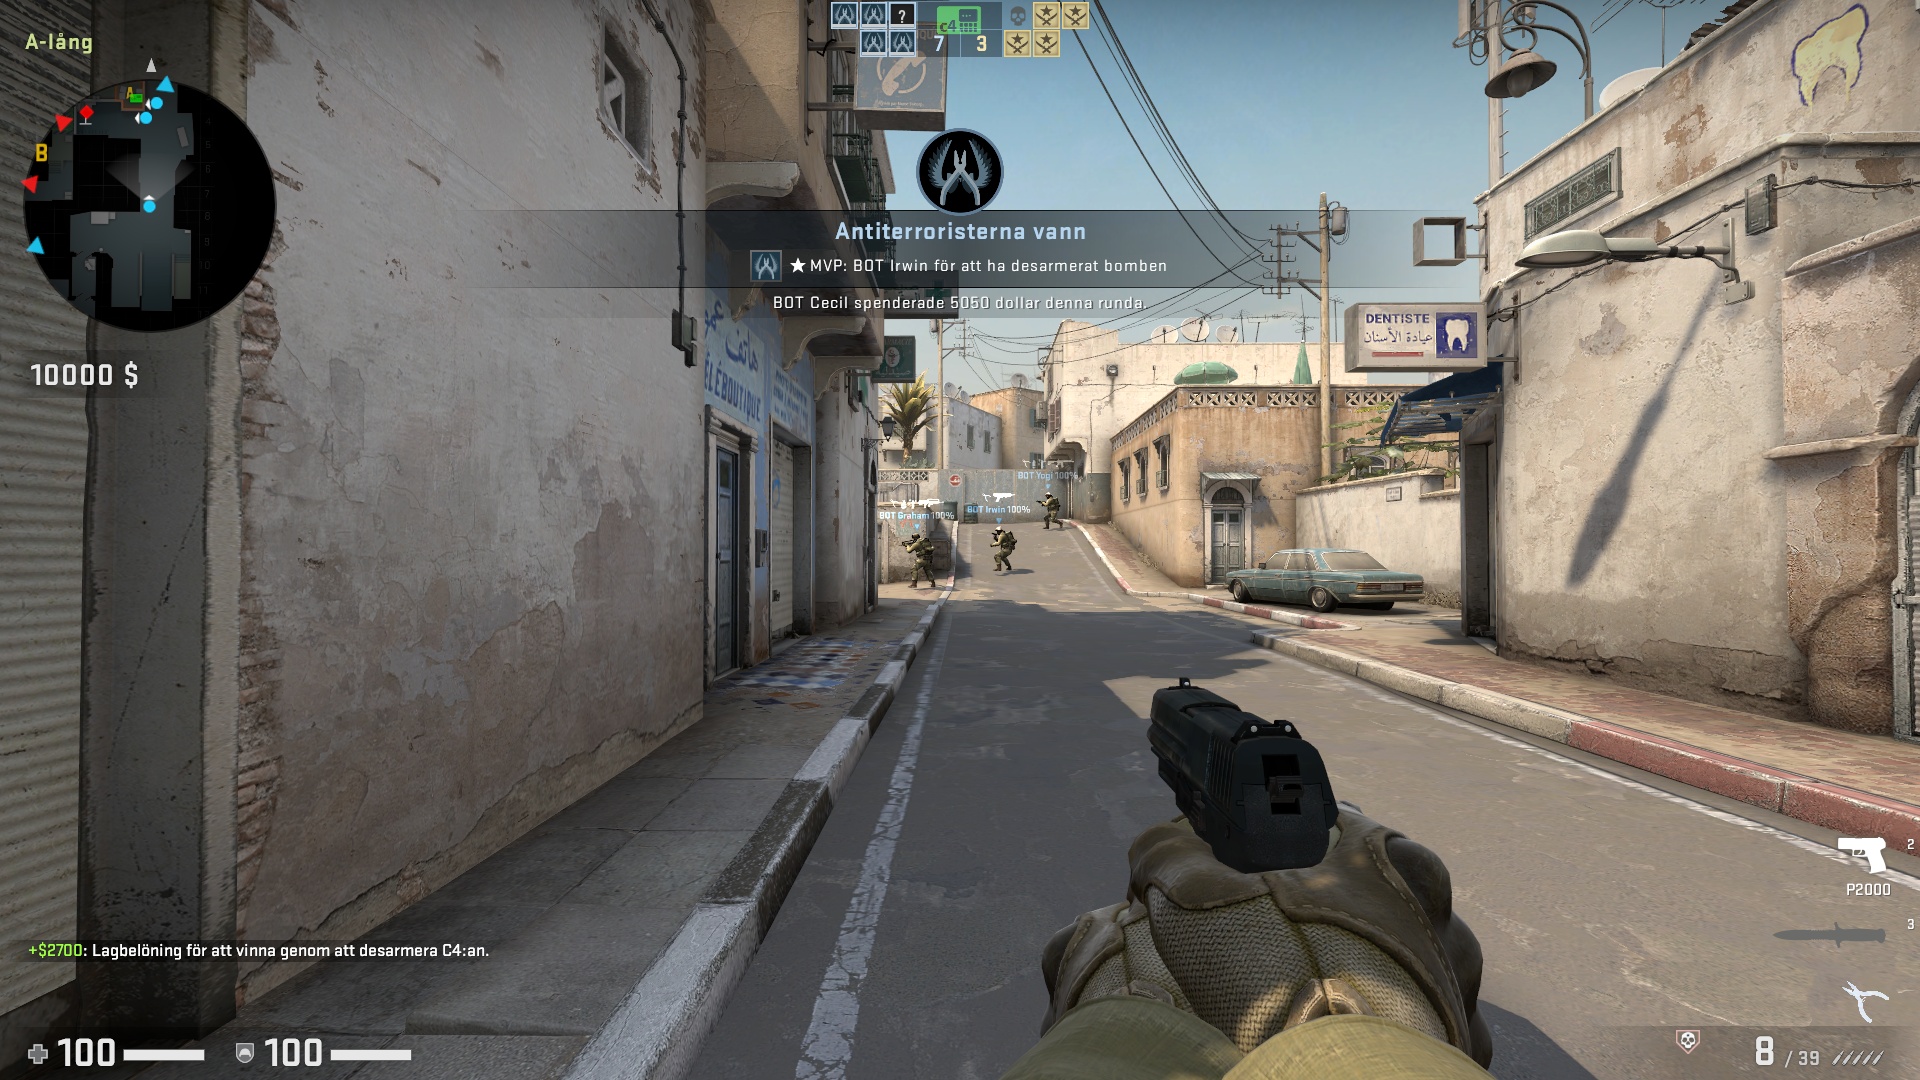 A-lång
?
C4
7
3
A
B
Antiterroristerna vann
MVP: BOT Irwin för att ha desarmerat bomben
BOT Cecil spenderade 5050 dollar denna runda.
10000 $
DENTISTE
عيادة الأسنان
هاتف
TÉLÉBOUTIQUE
BOT Yogi 100%
BOT Graham 100%
BOT Irwin 100%
2
P2000
3
+$2700: Lagbelöning för att vinna genom att desarmera C4:an.
100
100
8 / 39